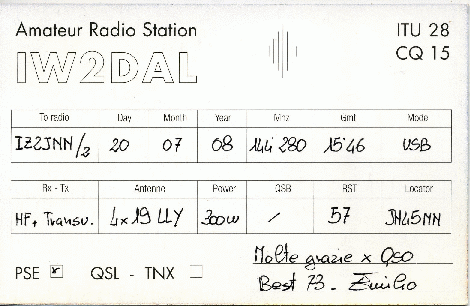 Amateur Radio Station ITU 28
IW2DAL CQ 15
To radio Day Month Year Mhz Gmt Mode
IZ2JNN/2 20 07 08 144'280 15'46 USB
Rx - Tx Antenne Power QSB RST Locator
HF+ Transv. 4x19 LLY 300W / 57 JN45NN
Molte grazie x QSO
PSE QSL - TNX Best 73 - Emilio